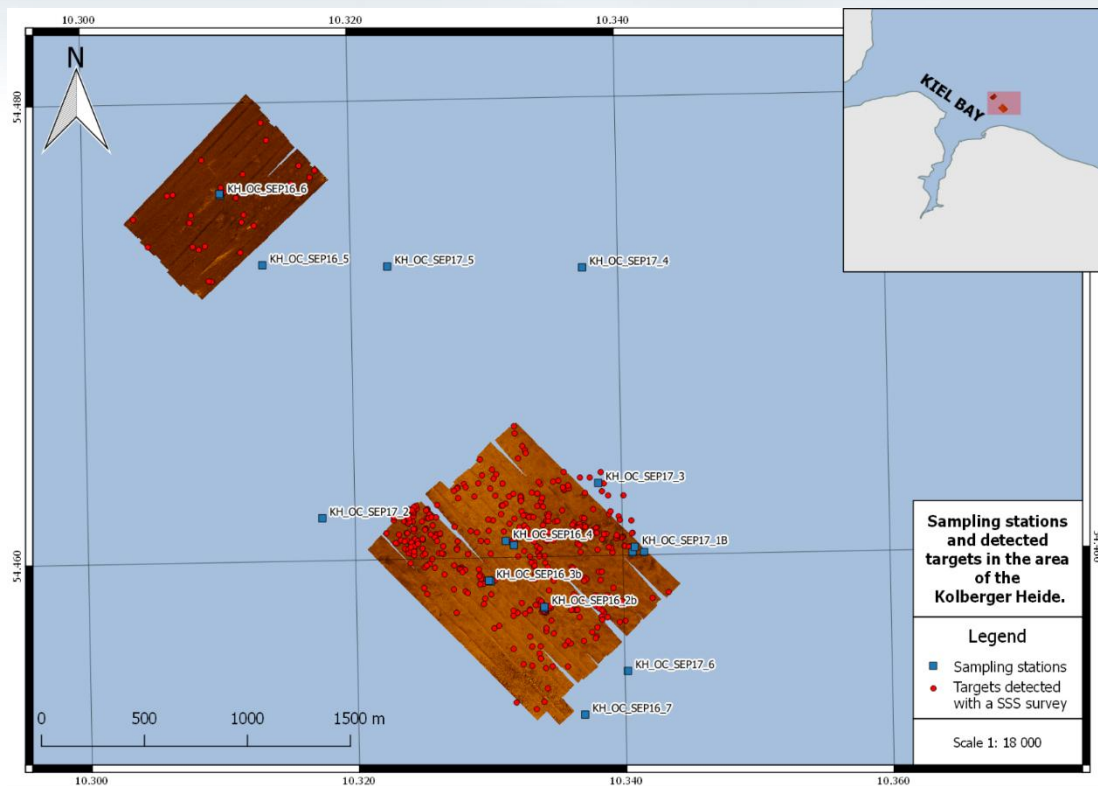 10.300
10.320
10.340
54.480
N
KIEL BAY
KH_OC_SEP16_6
KH_OC_SEP16_5
KH_OC_SEP17_5
KH_OC_SEP17_4
KH_OC_SEP17_3
KH_OC_SEP17_2
KH_OC_SEP16_4
KH_OC_SEP17_1B
KH_OC_SEP16_3b
KH_OC_SEP16_2b
KH_OC_SEP17_6
KH_OC_SEP16_7
54.460
0 500 1000 1500 m
10.300
10.320
10.340
10.360
Sampling stations
and detected
targets in the area
of the
Kolberger Heide.
Legend
Sampling stations
Targets detected
with a SSS survey
Scale 1: 18 000